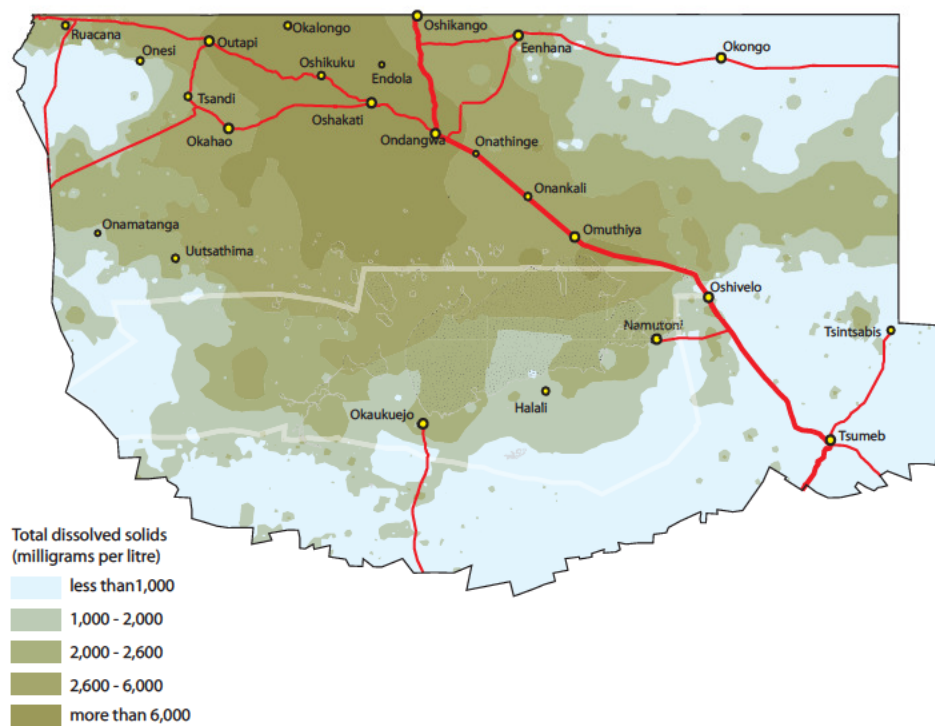 Oshikango
Okalongo
Ruacana
Outapi
Eenhana
Okongo
Onesi
Oshikuku
Endola
Tsandi
Oshakati
Okahao
Ondangwa
Onathinge
Onankali
Onamatanga
Omuthiya
Uutsathima
Oshivelo
Namutoni
Tsintsabis
Halali
Okaukuejo
Tsumeb
Total dissolved solids
(milligrams per litre)
less than1,000
1,000 - 2,000
2,000 - 2,600
2,600 - 6,000
more than 6,000